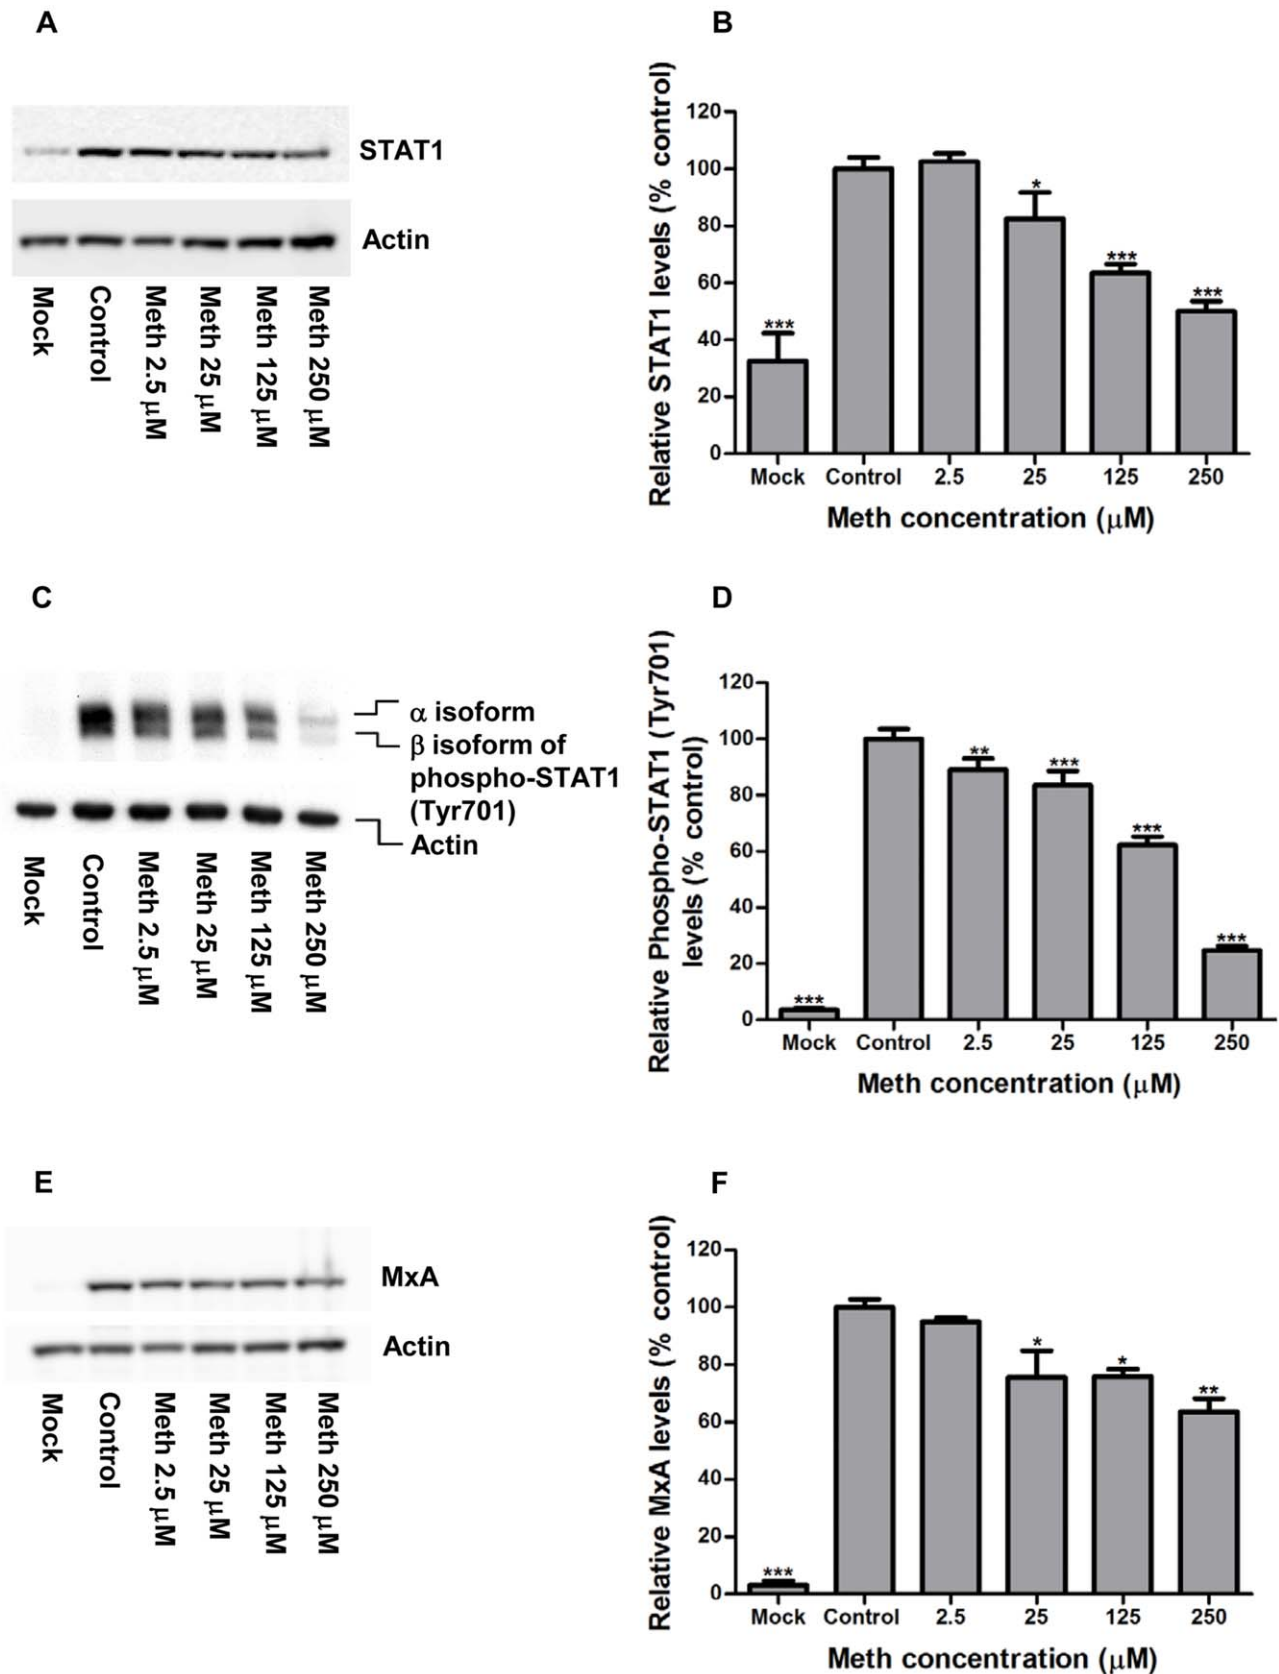 A
STAT1
Actin
Mock
Control
Meth 2.5 μM
Meth 25 μM
Meth 125 μM
Meth 250 μM
B
Relative STAT1 levels (% control)
120
100
80
60
40
20
0
***
*
***
***
Mock Control 2.5 25 125 250
Meth concentration (μM)
C
α isoform
β isoform of
phospho-STAT1
(Tyr701)
Actin
Mock
Control
Meth 2.5 μM
Meth 25 μM
Meth 125 μM
Meth 250 μM
D
Relative Phospho-STAT1 (Tyr701)
levels (% control)
120
100
80
60
40
20
0
***
**
***
***
***
Mock Control 2.5 25 125 250
Meth concentration (μM)
E
MxA
Actin
Mock
Control
Meth 2.5 μM
Meth 25 μM
Meth 125 μM
Meth 250 μM
F
Relative MxA levels (% control)
120
100
80
60
40
20
0
***
*
*
**
Mock Control 2.5 25 125 250
Meth concentration (μM)